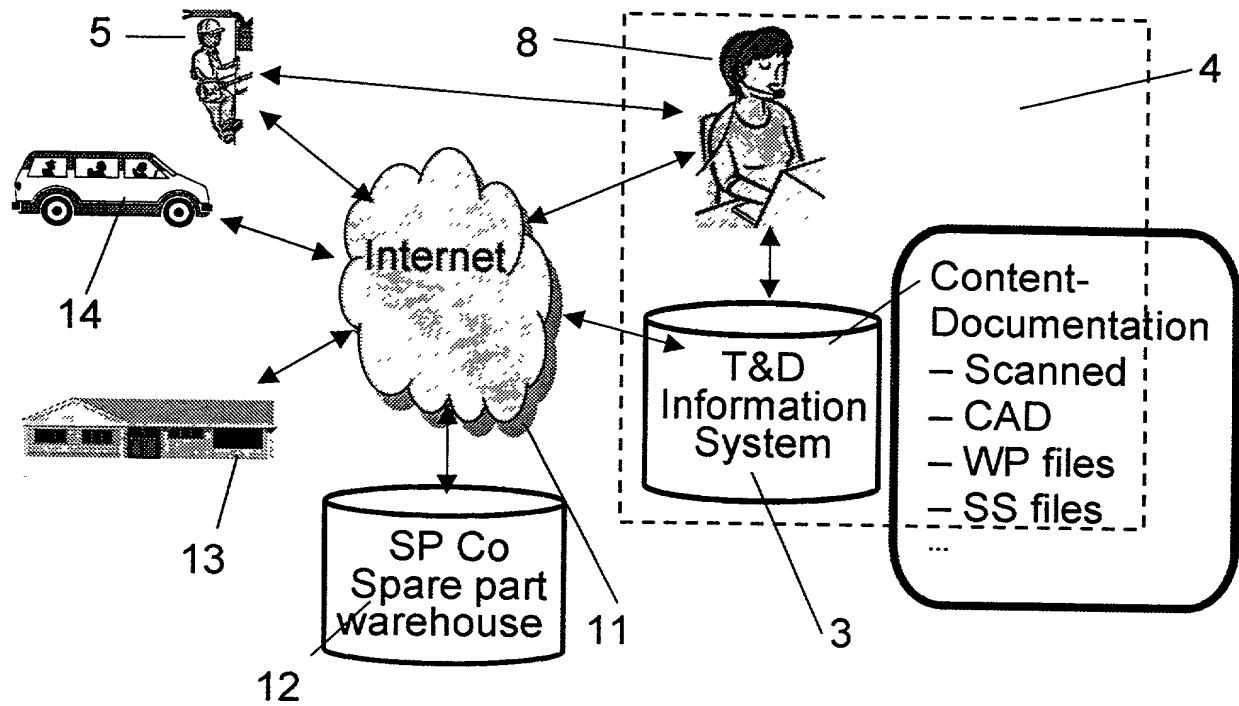 5
8
4
14
Internet
Content-
Documentation
– Scanned
– CAD
– WP files
– SS files
...
T&D
Information
System
13
SP Co
Spare part
warehouse
11
3
12